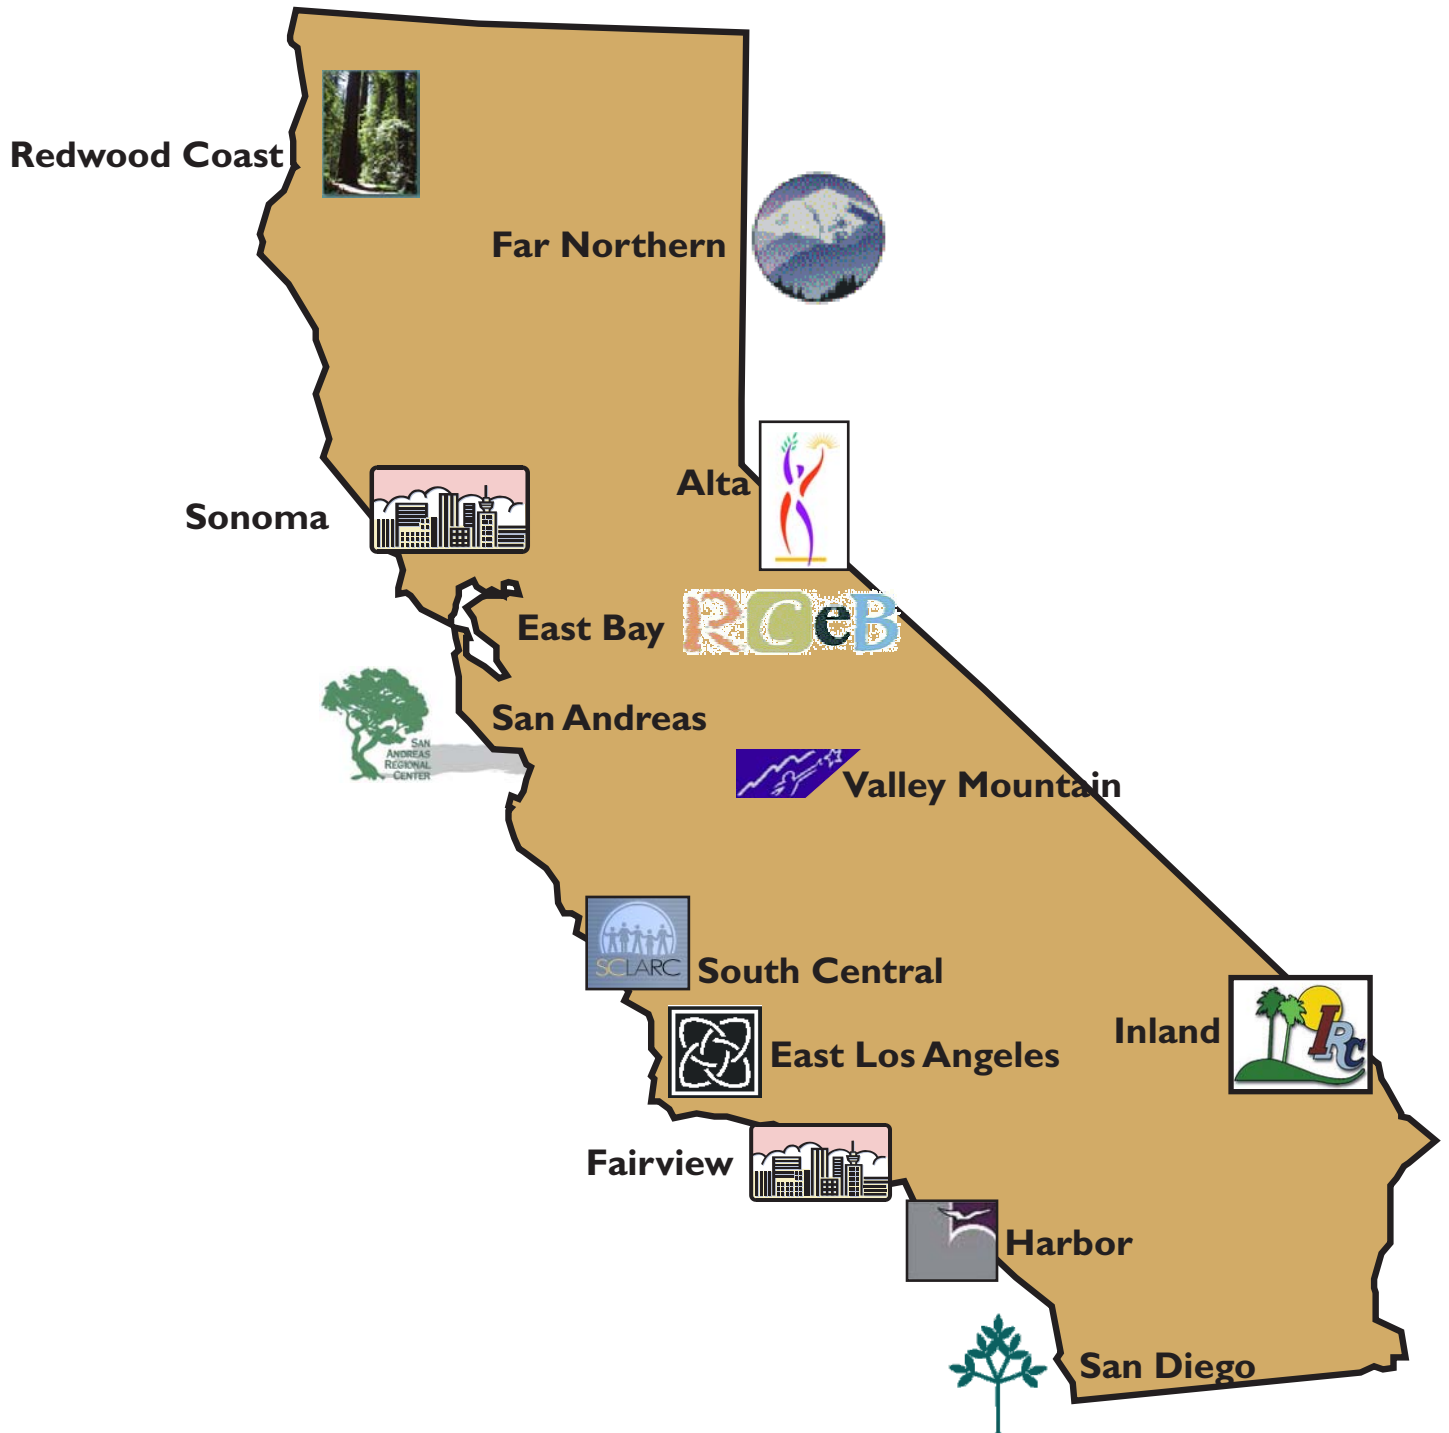 Redwood Coast
Far Northern
Alta
Sonoma
East Bay
RCeB
San Andreas
SAN
ANDREAS
REGIONAL
CENTER
Valley Mountain
SCLARC
South Central
Inland
IRC
East Los Angeles
Fairview
Harbor
San Diego